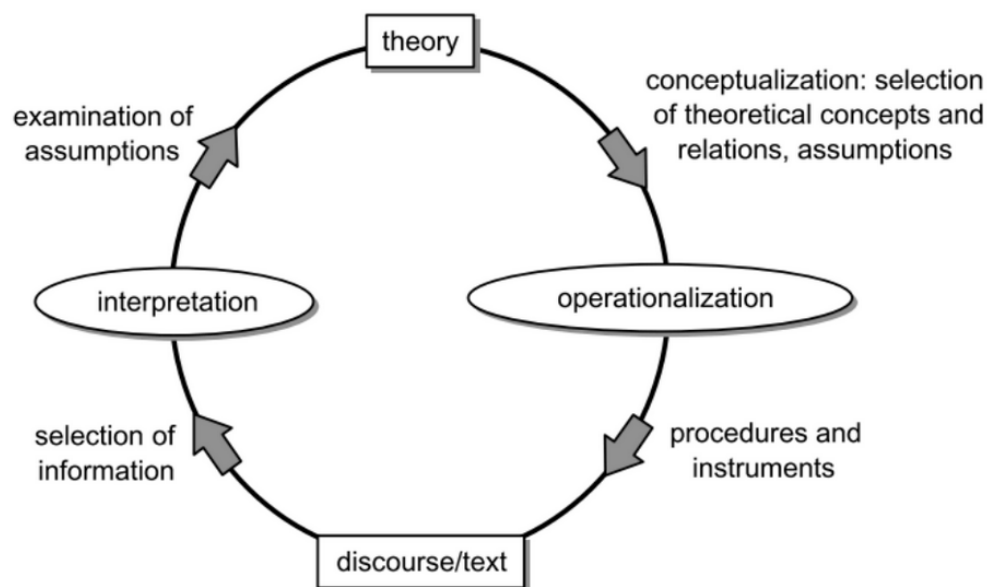 theory
conceptualization: selection
of theoretical concepts and
relations, assumptions
operationalization
procedures and
instruments
discourse/text
selection of
information
interpretation
examination of
assumptions